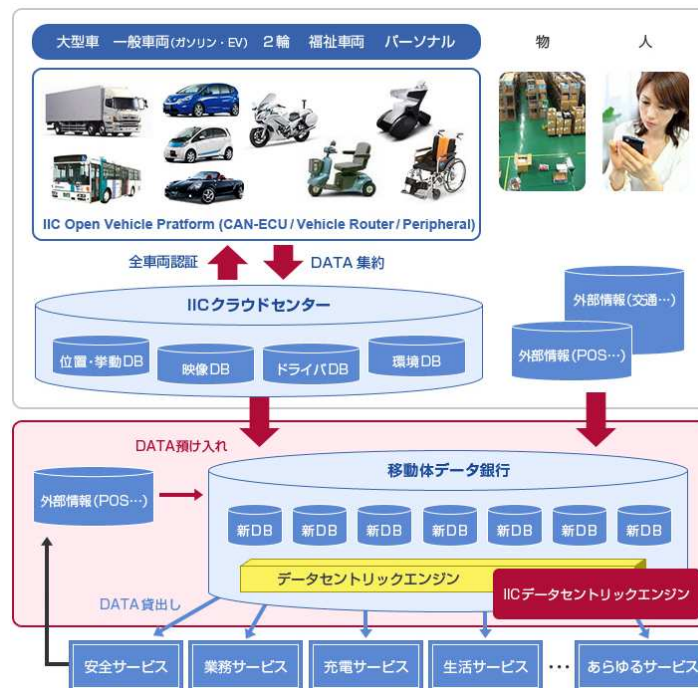 大型車 一般車両(ガソリン・EV) 2輪 福祉車両 パーソナル
物
人
IIC Open Vehicle Pratform (CAN-ECU / Vehicle Router / Peripheral)
全車両認証
DATA 集約
IICクラウドセンター
位置・挙動DB
映像DB
ドライバDB
環境DB
外部情報(交通…)
外部情報(POS…)
DATA預け入れ
外部情報(POS…)
移動体データ銀行
新DB
新DB
新DB
新DB
新DB
新DB
新DB
データセントリックエンジン
IICデータセントリックエンジン
DATA貸出し
安全サービス
業務サービス
充電サービス
生活サービス
…
あらゆるサービス